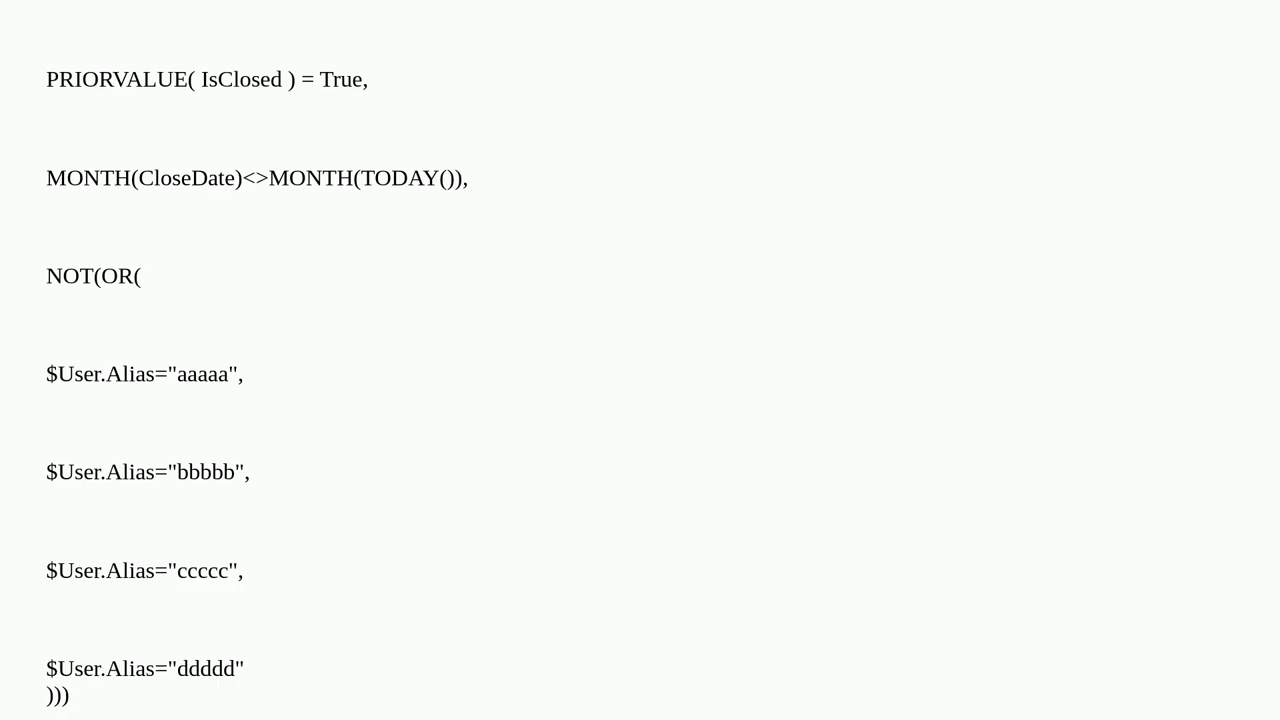 PRIORVALUE( IsClosed ) = True,
MONTH(CloseDate)<>MONTH(TODAY()),
NOT(OR(
$User.Alias="aaaaa",
$User.Alias="bbbbb",
$User.Alias="ccccc",
$User.Alias="ddddd"
)))